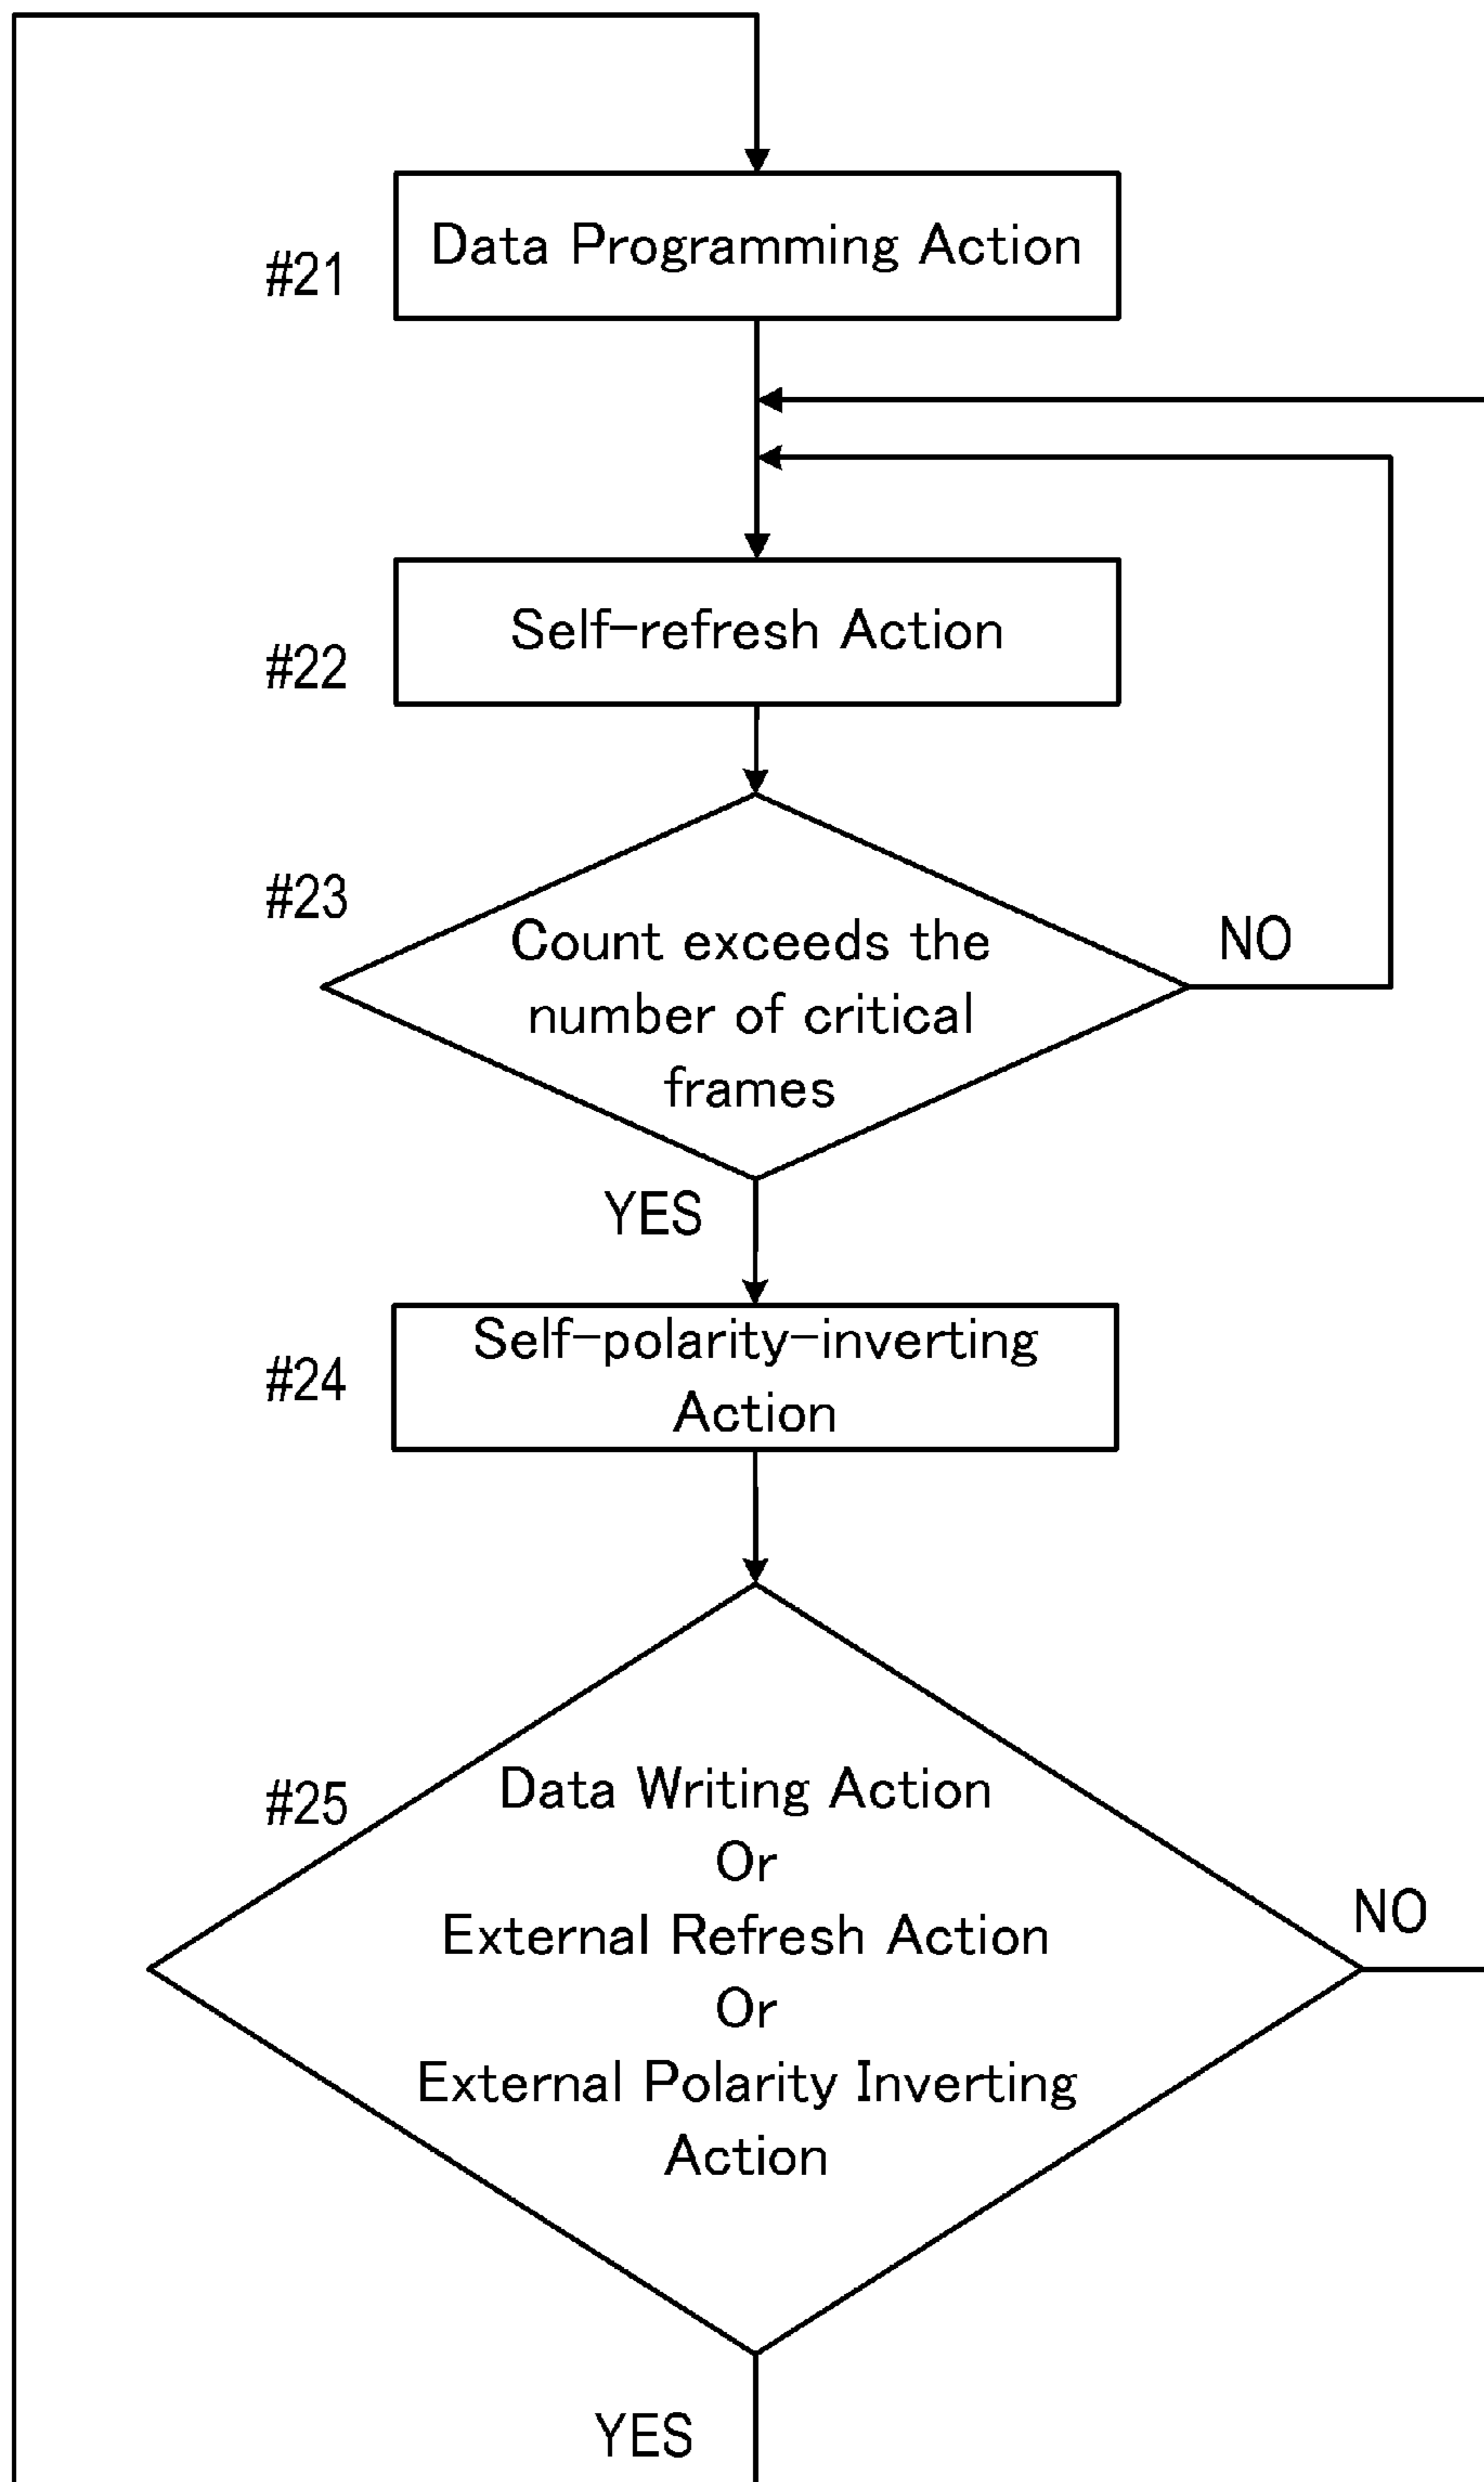 Data Programming Action
#21
Self-refresh Action
#22
#23
Count exceeds the
number of critical
frames
NO
YES
Self-polarity-inverting
Action
#24
Data Writing Action
#25
Or
External Refresh Action
Or
External Polarity Inverting
Action
NO
YES